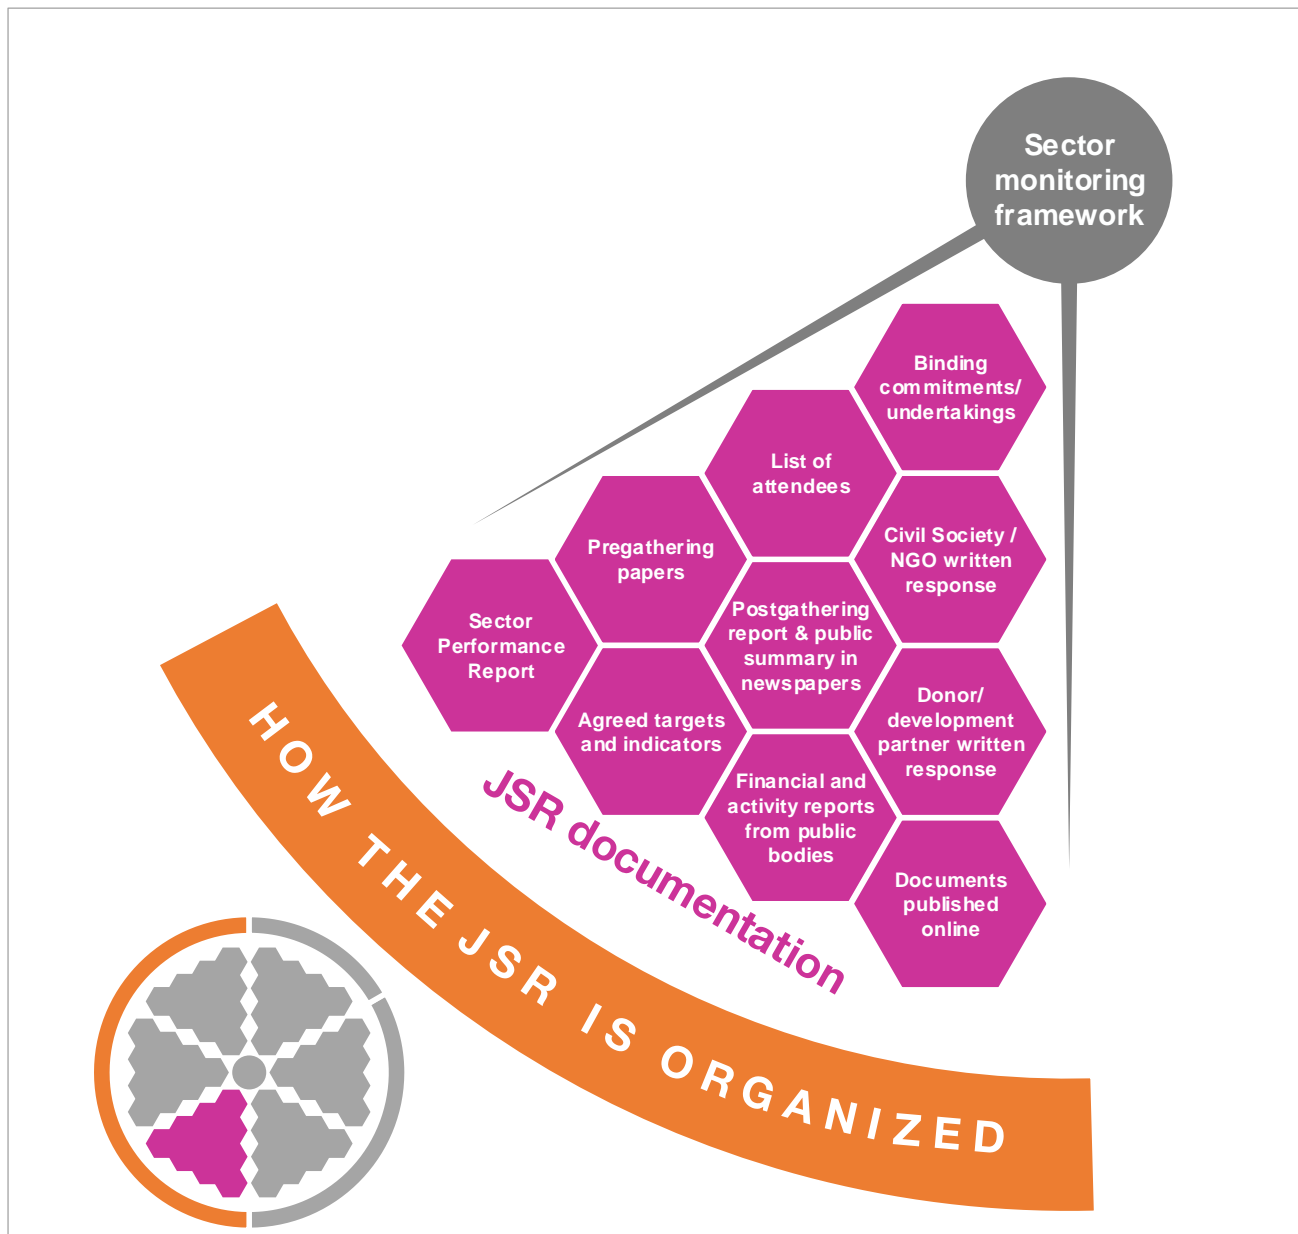 Sector
monitoring
framework
Binding
commitments/
undertakings
List of
attendees
Civil Society /
NGO written
response
Pregathering
papers
Postgathering
report & public
summary in
newspapers
Sector
Performance
Report
Donor/
development
partner written
response
Agreed targets
and indicators
Financial and
activity reports
from public
bodies
Documents
published
online
JSR documentation
HOW THE JSR IS ORGANIZED